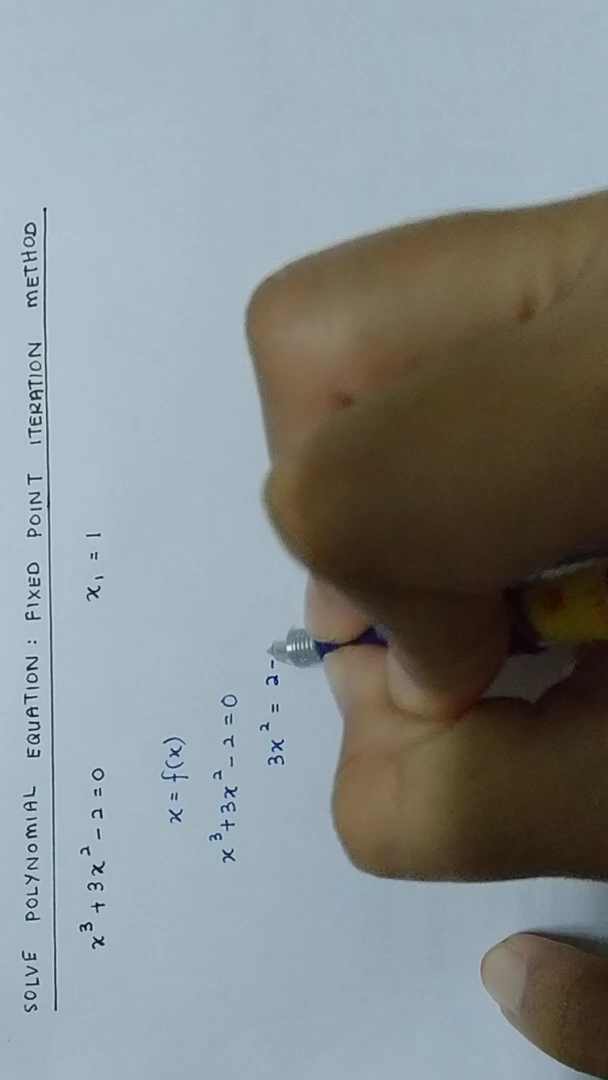 SOLVE POLYNOMIAL EQUATION : FIXED POINT ITERATION METHOD
x³ + 3x² - 2 = 0 x₁ = 1
x = f(x)
x³ + 3x² - 2 = 0
3x² = 2 -